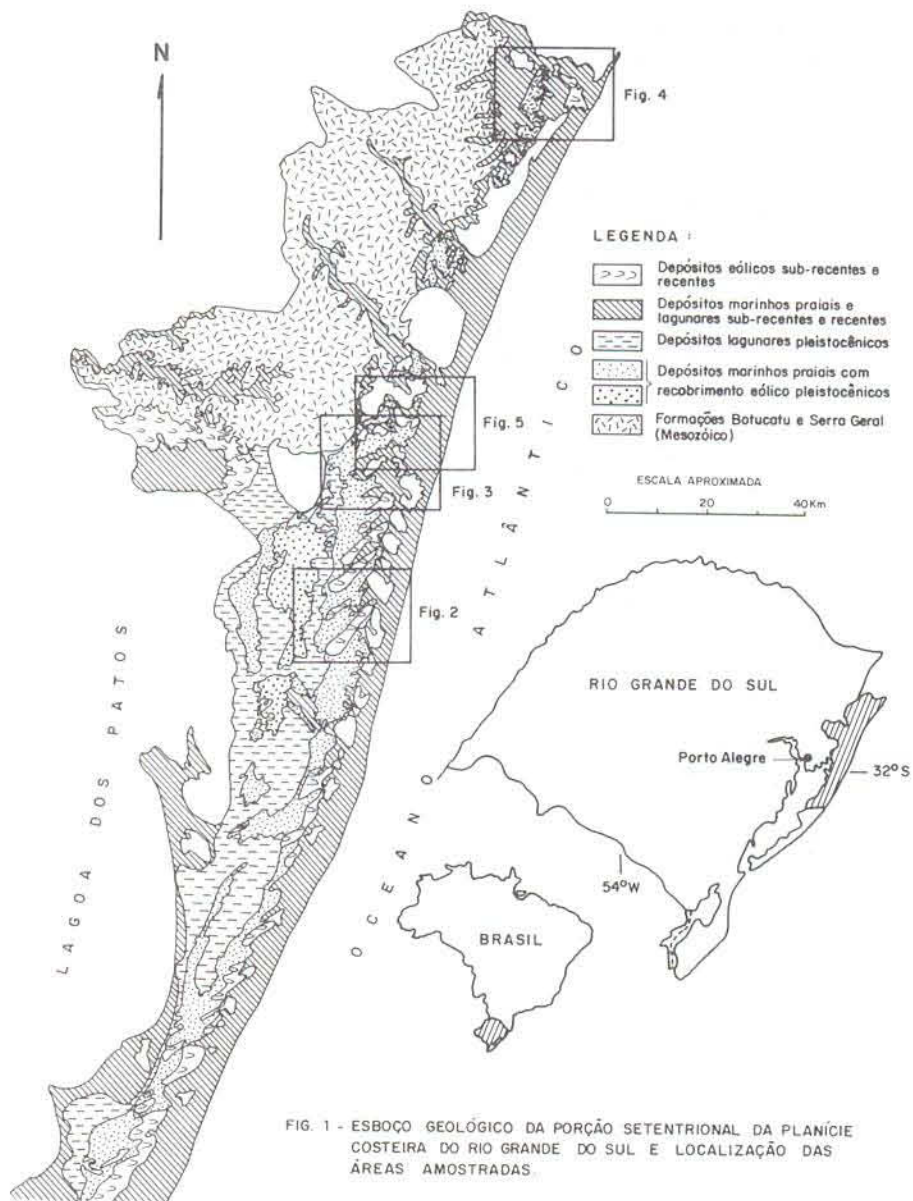 N
Fig. 4
LEGENDA :
Depósitos eólicos sub-recentes e
recentes
Depósitos marinhos praiais e
lagunares sub-recentes e recentes
Depósitos lagunares pleistocênicos
Depósitos marinhos praiais com
recobrimento eólico pleistocênicos
Formações Botucatu e Serra Geral
(Mesozóico)
ESCALA APROXIMADA
0 20 40 Km
Fig. 5
Fig. 3
Fig. 2
OCEANO ATLÂNTICO
LAGOA DOS PATOS
RIO GRANDE DO SUL
Porto Alegre
32°S
54°W
BRASIL
FIG. 1 - ESBOÇO GEOLÓGICO DA PORÇÃO SETENTRIONAL DA PLANÍCIE
COSTEIRA DO RIO GRANDE DO SUL E LOCALIZAÇÃO DAS
ÁREAS AMOSTRADAS.